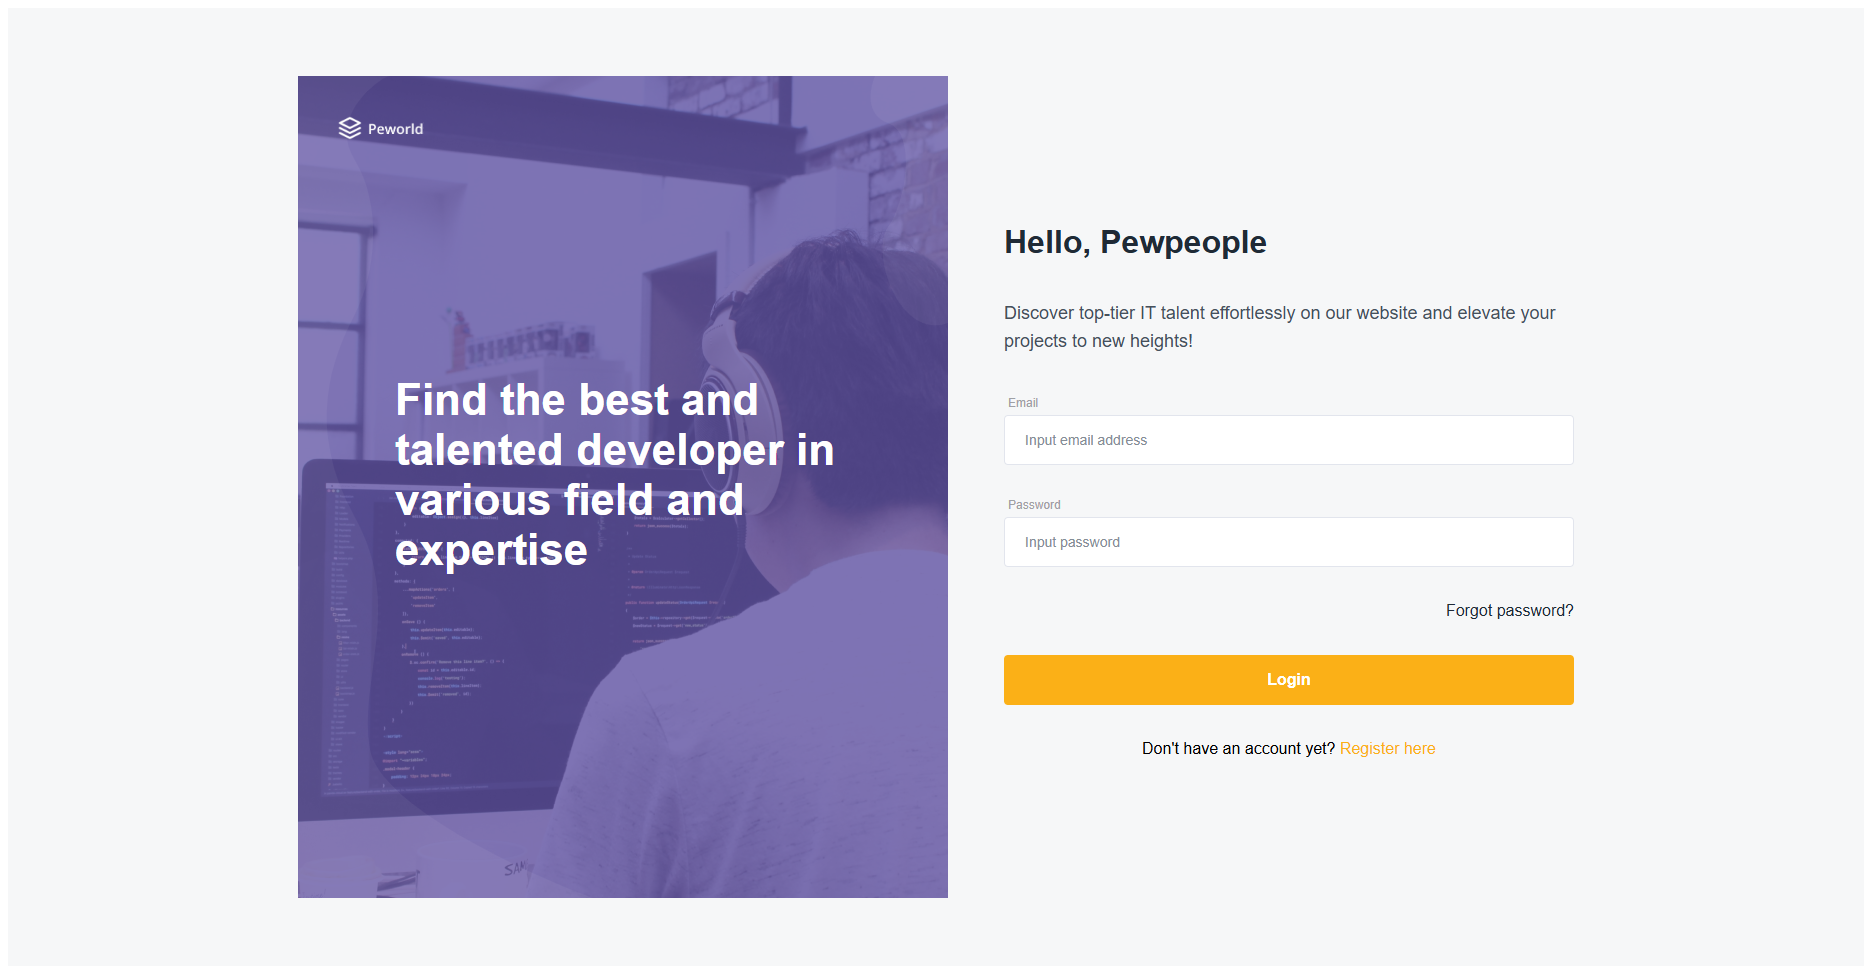 Peworld
Find the best and
talented developer in
various field and
expertise
Hello, Pewpeople
Discover top-tier IT talent effortlessly on our website and elevate your
projects to new heights!
Email
Input email address
Password
Input password
Forgot password?
Login
Don't have an account yet? Register here